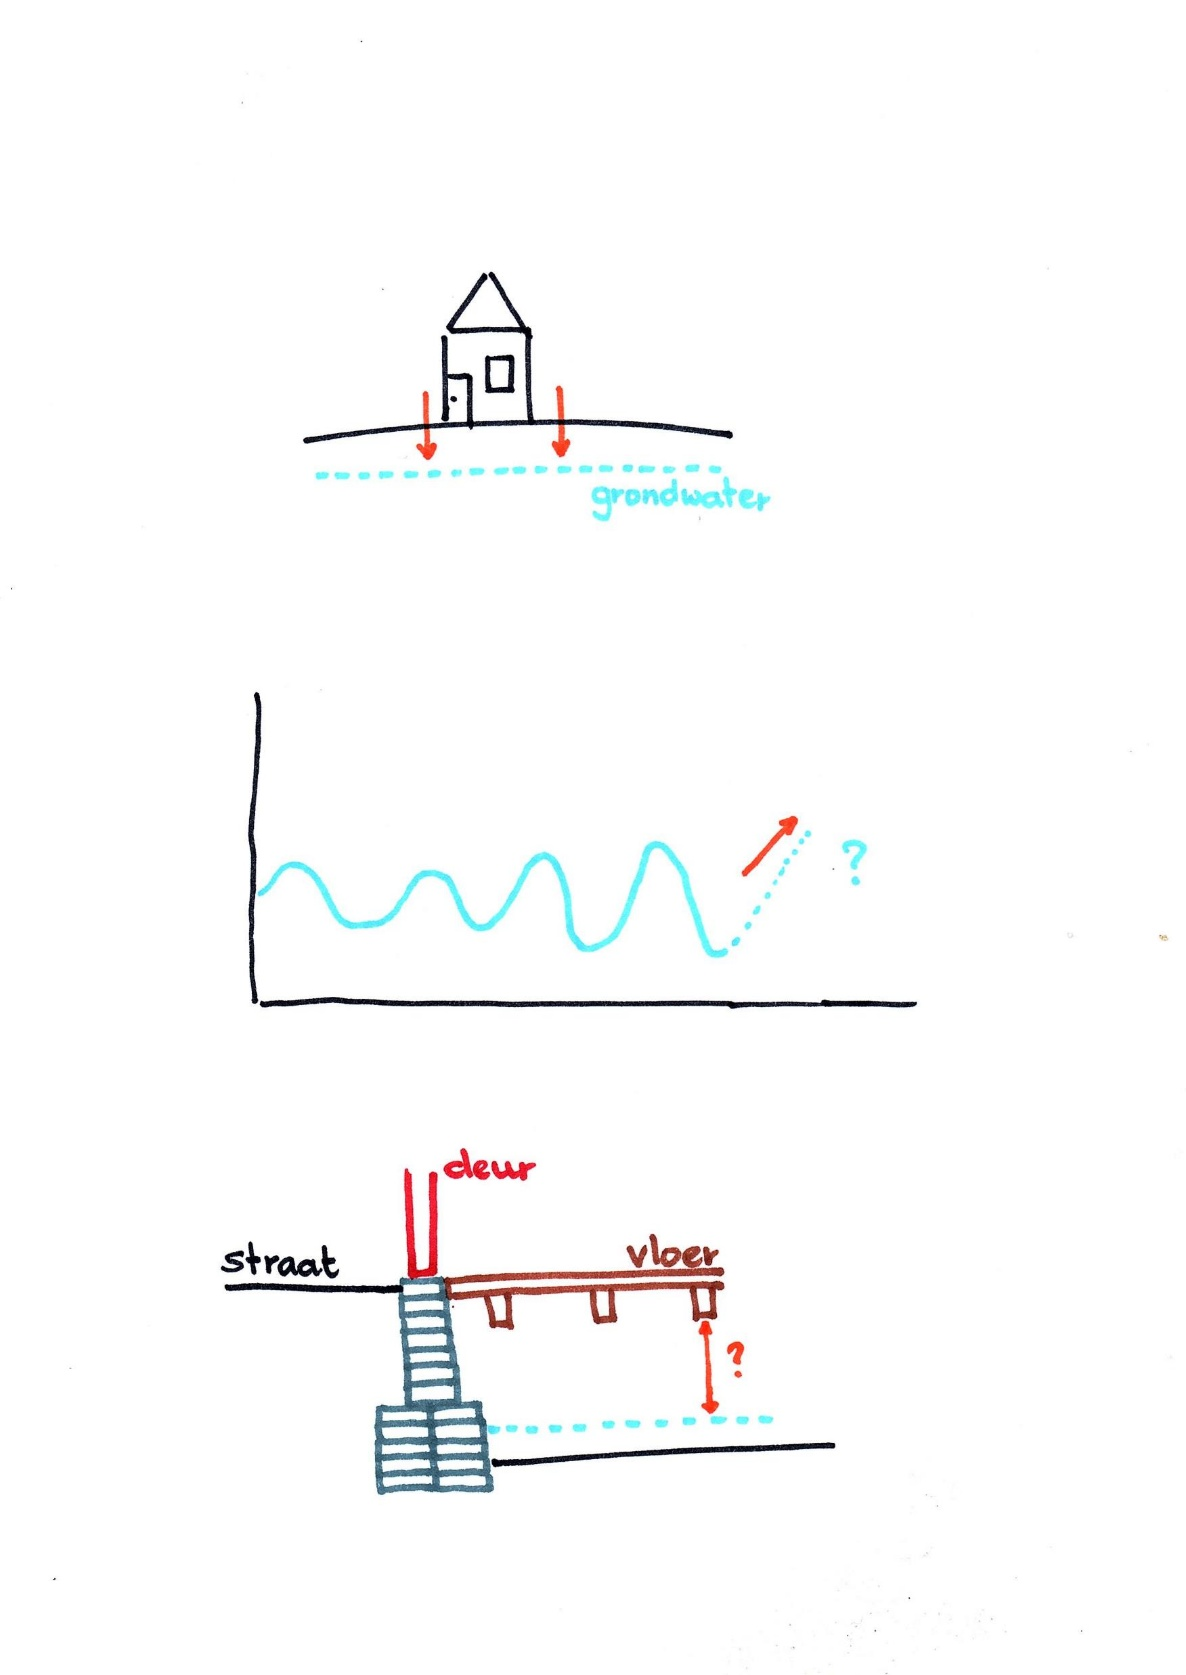 grondwater
?
deur
straat
vloer
?